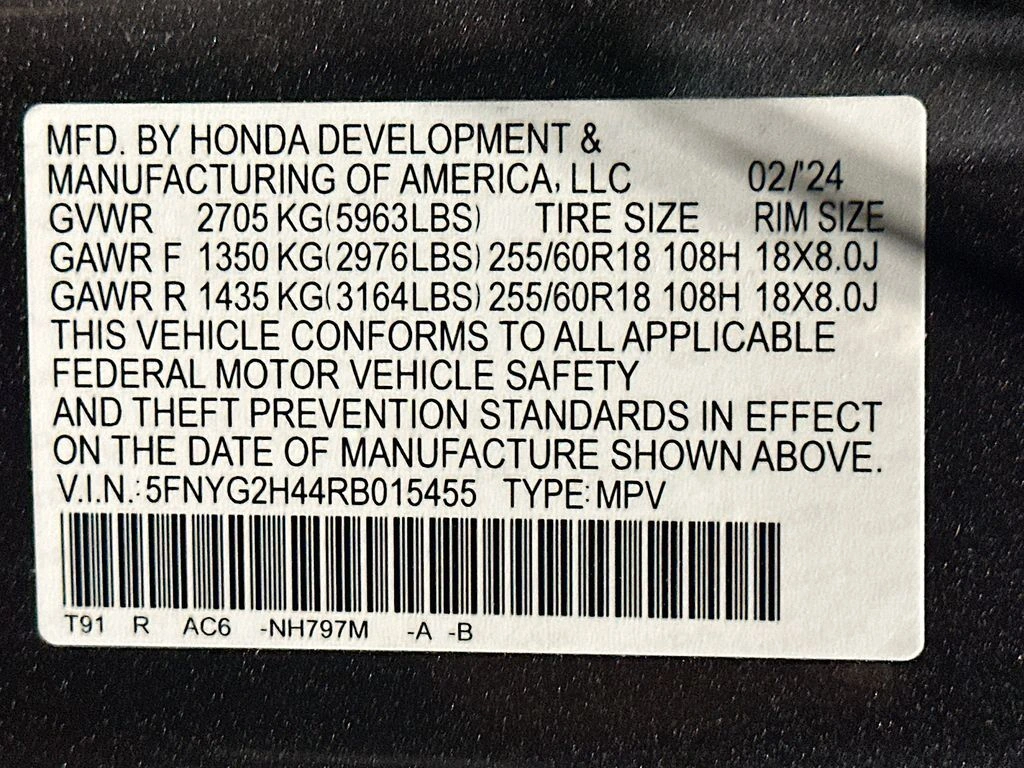 MFD. BY HONDA DEVELOPMENT &
MANUFACTURING OF AMERICA, LLC 02/'24
GVWR 2705 KG(5963LBS) TIRE SIZE RIM SIZE
GAWR F 1350 KG(2976LBS) 255/60R18 108H 18X8.0J
GAWR R 1435 KG(3164LBS) 255/60R18 108H 18X8.0J
THIS VEHICLE CONFORMS TO ALL APPLICABLE
FEDERAL MOTOR VEHICLE SAFETY
AND THEFT PREVENTION STANDARDS IN EFFECT
ON THE DATE OF MANUFACTURE SHOWN ABOVE.
V.I.N.: 5FNYG2H44RB015455 TYPE: MPV
T91 R AC6 -NH797M -A -B